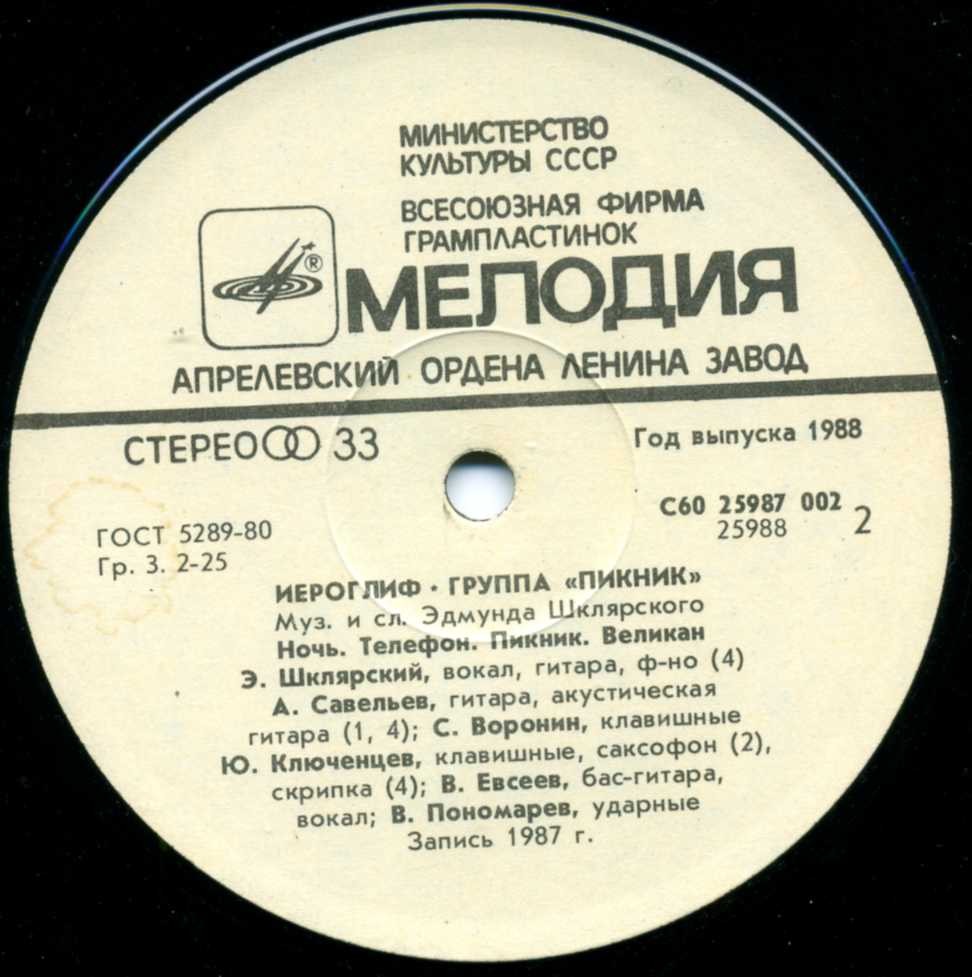 МИНИСТЕРСТВО
КУЛЬТУРЫ СССР
ВСЕСОЮЗНАЯ ФИРМА
ГРАМПЛАСТИНОК
®
МЕЛОДИЯ
АПРЕЛЕВСКИЙ ОРДЕНА ЛЕНИНА ЗАВОД
СТЕРЕО 33
Год выпуска 1988
ГОСТ 5289-80
Гр. 3. 2-25
С60 25987 002
25988
2
ИЕРОГЛИФ · ГРУППА «ПИКНИК»
Муз. и сл. Эдмунда Шклярского
Ночь. Телефон. Пикник. Великан
Э. Шклярский, вокал, гитара, ф-но (4)
А. Савельев, гитара, акустическая
гитара (1, 4); С. Воронин, клавишные
Ю. Ключенцев, клавишные, саксофон (2),
скрипка (4); В. Евсеев, бас-гитара,
вокал; В. Пономарев, ударные
Запись 1987 г.